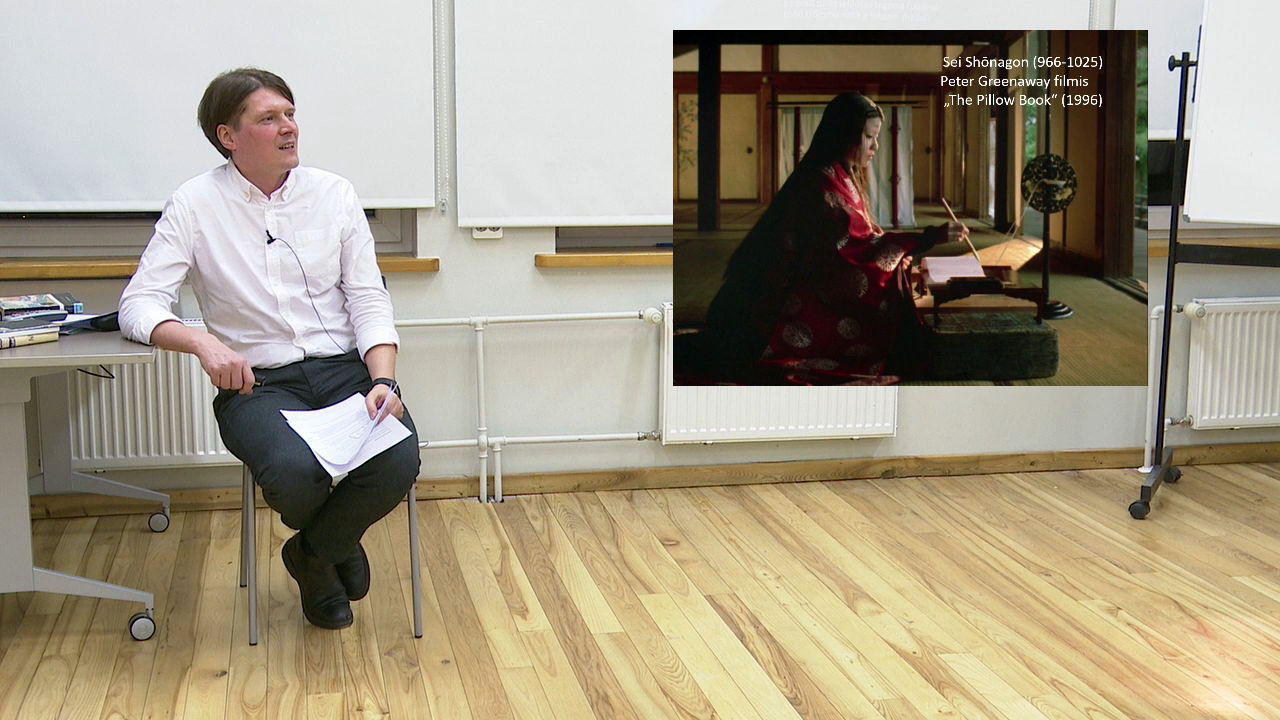 Sei Shōnagon (966-1025)
Peter Greenaway filmis
„The Pillow Book“ (1996)